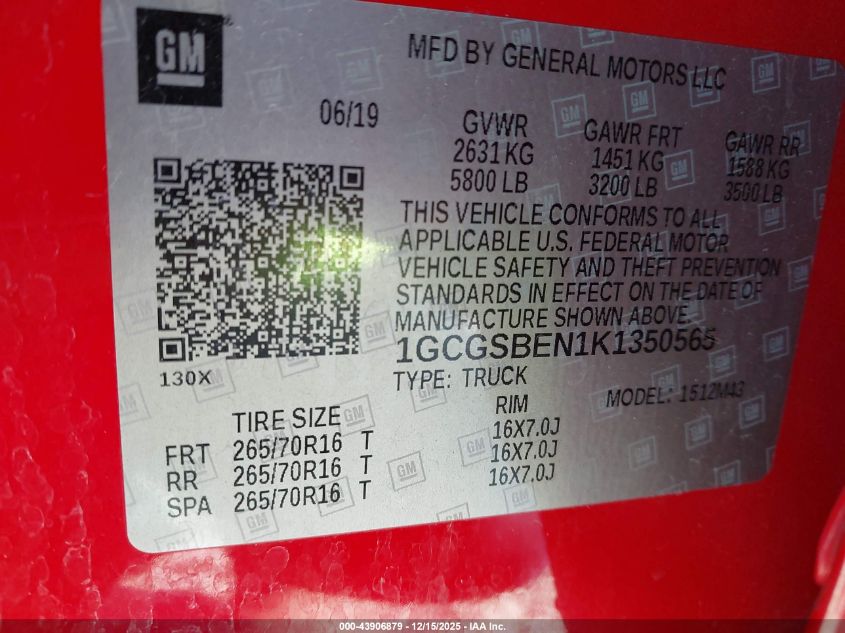 GM
MFD BY GENERAL MOTORS LLC
06/19
GVWR GAWR FRT GAWR RR
2631 KG 1451 KG 1588 KG
5800 LB 3200 LB 3500 LB
THIS VEHICLE CONFORMS TO ALL
APPLICABLE U.S. FEDERAL MOTOR
VEHICLE SAFETY AND THEFT PREVENTION
STANDARDS IN EFFECT ON THE DATE OF
MANUFACTURE SHOWN ABOVE.
1GCGSBEN1K1350565
130X
TYPE: TRUCK MODEL: 1512M43
TIRE SIZE RIM
FRT 265/70R16 T 16X7.0J
RR 265/70R16 T 16X7.0J
SPA 265/70R16 T 16X7.0J
000-43906879 - 12/15/2025 - IAA Inc.